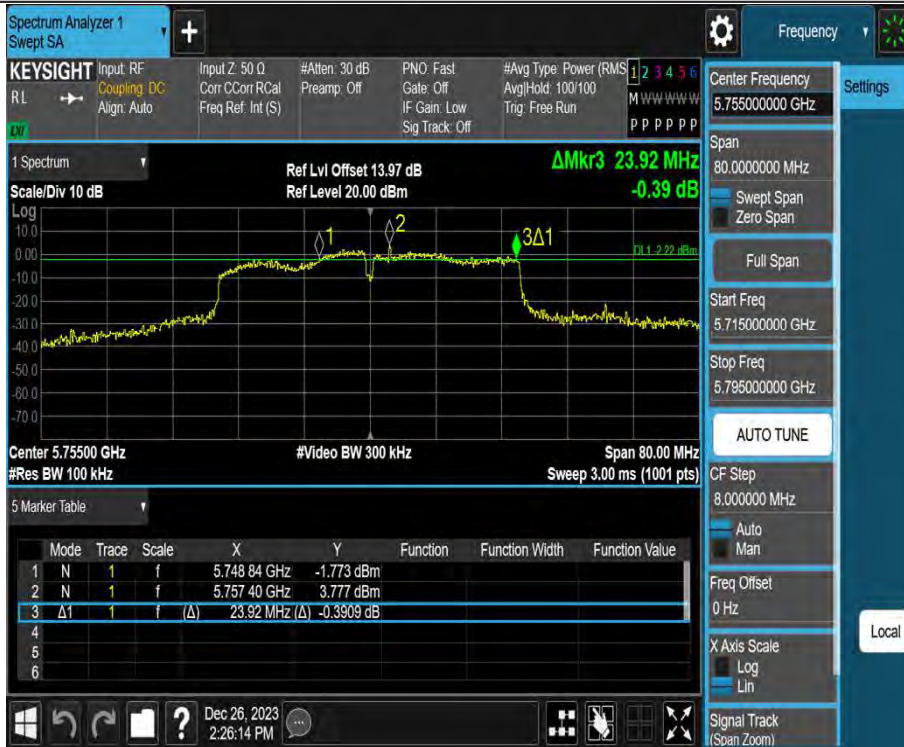 Spectrum Analyzer 1
Swept SA
+
Frequency
KEYSIGHT Input: RF Input Z: 50 Ω #Atten: 30 dB PNO: Fast #Avg Type: Power (RMS 1 2 3 4 5 6
RL Coupling: DC Corr CCorr RCal Preamp: Off Gate: Off Avg|Hold: 100/100 M W W W W W
Align: Auto Freq Ref: Int (S) IF Gain: Low Trig: Free Run
LXI Sig Track: Off P P P P P P
Center Frequency
5.755000000 GHz
Settings
1 Spectrum
Scale/Div 10 dB
Ref Lvl Offset 13.97 dB
Ref Level 20.00 dBm
ΔMkr3 23.92 MHz
-0.39 dB
Log
10.0
0.00
-10.0
-20.0
-30.0
-40.0
-50.0
-60.0
-70.0
1
2
3Δ1
DL1 -2.22 dBm
Center 5.75500 GHz #Video BW 300 kHz Span 80.00 MHz
#Res BW 100 kHz Sweep 3.00 ms (1001 pts)
Span
80.0000000 MHz
Swept Span
Zero Span
Full Span
Start Freq
5.715000000 GHz
Stop Freq
5.795000000 GHz
AUTO TUNE
CF Step
8.000000 MHz
Auto
Man
Freq Offset
0 Hz
X Axis Scale
Log
Lin
Signal Track
(Span Zoom)
Local
5 Marker Table
Mode Trace Scale X Y Function Function Width Function Value
1 N 1 f 5.748 84 GHz -1.773 dBm
2 N 1 f 5.757 40 GHz 3.777 dBm
3 Δ1 1 f (Δ) 23.92 MHz (Δ) -0.3909 dB
4
5
6
?
Dec 26, 2023
2:26:14 PM